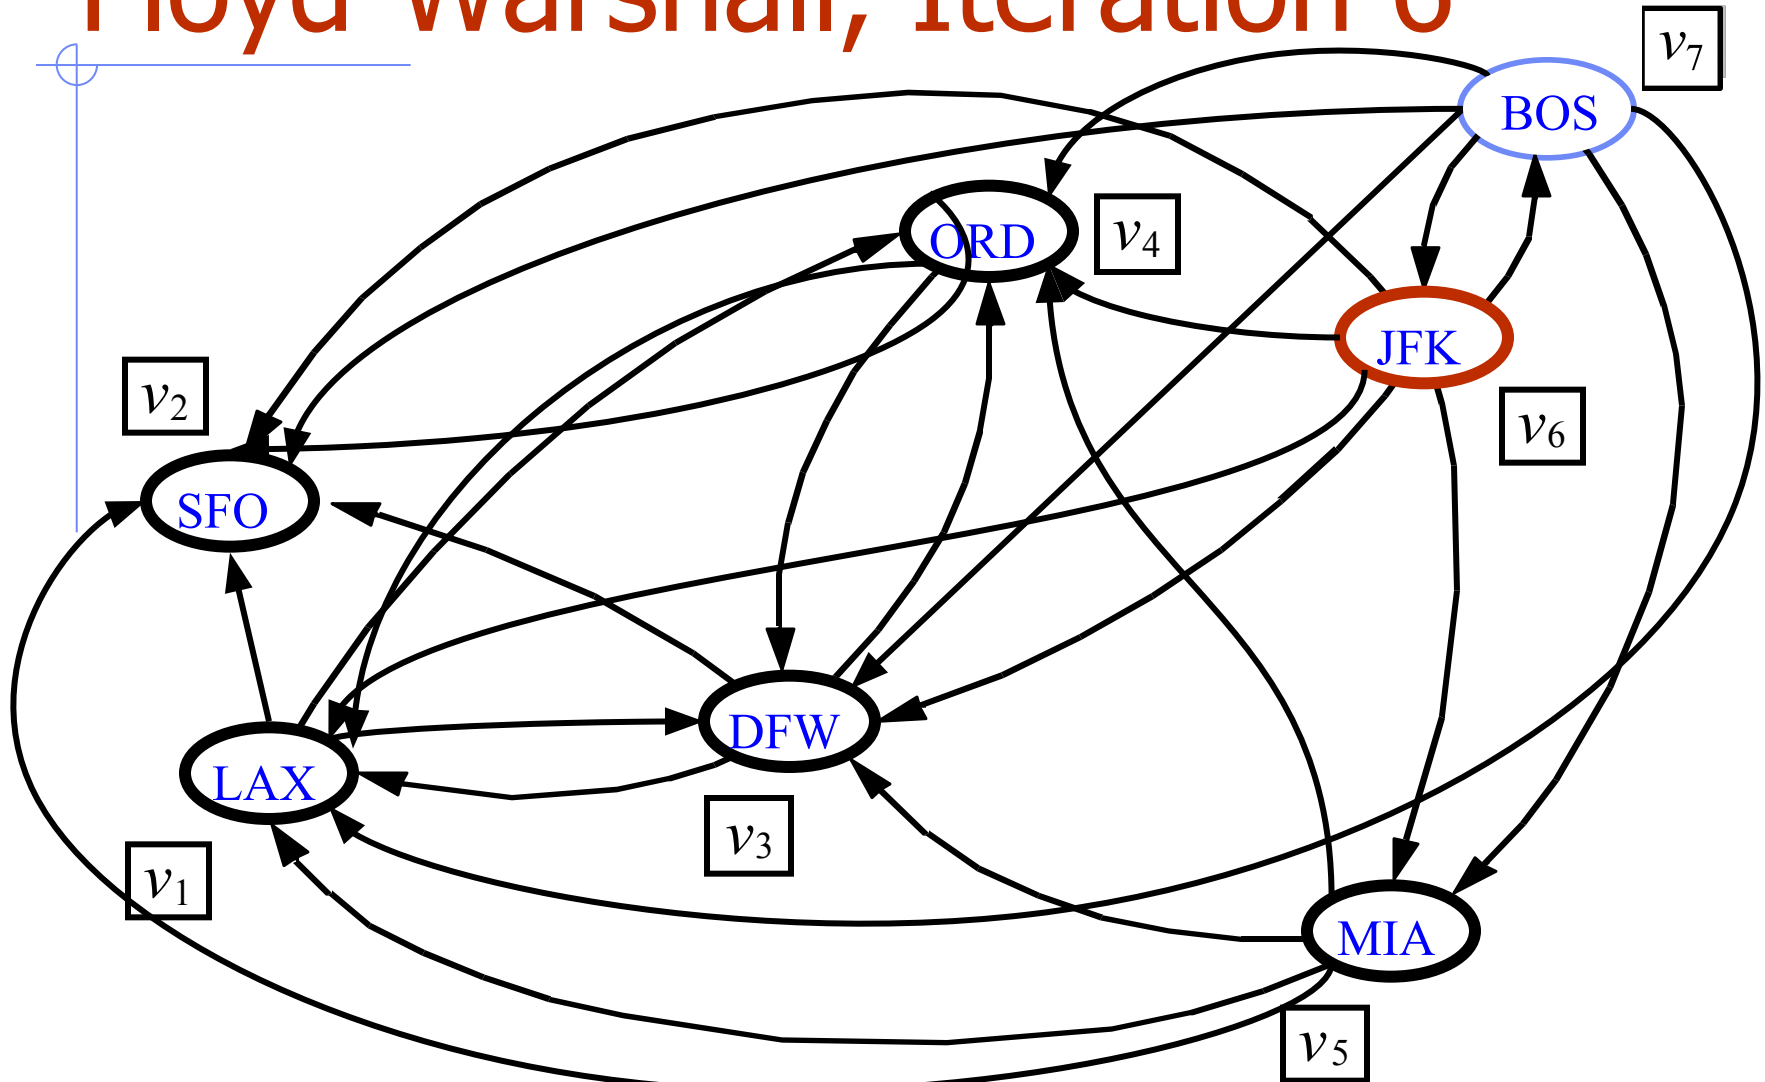 Floyd-Warshall, Iteration 6
v7
BOS
ORD
v4
JFK
v2
v6
SFO
DFW
LAX
v3
v1
MIA
v5